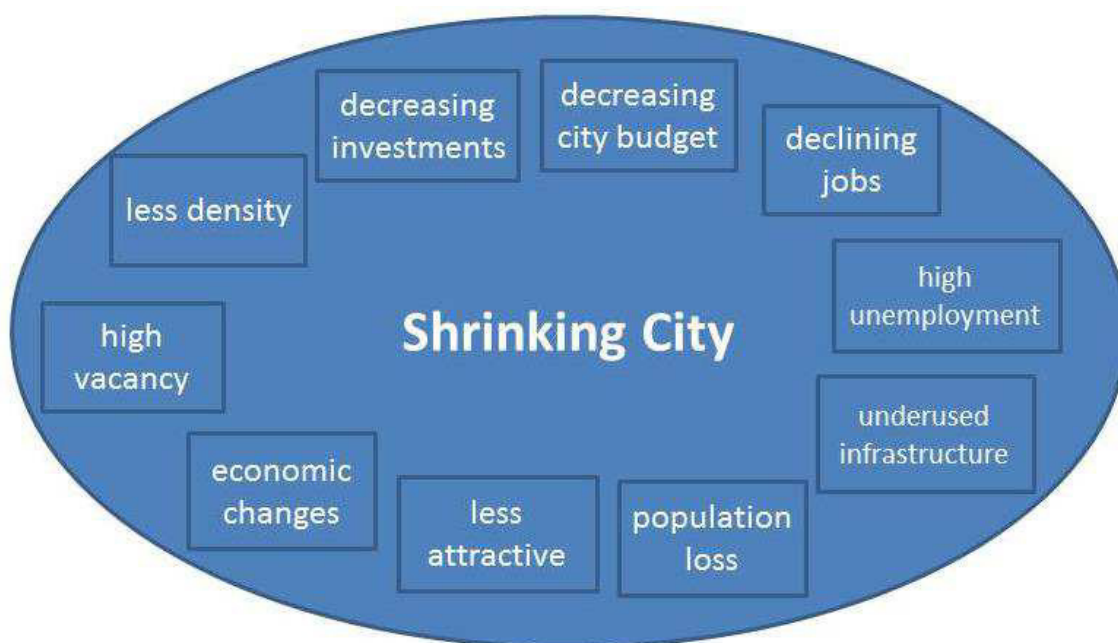 decreasing
investments
decreasing
city budget
declining
jobs
less density
high
unemployment
Shrinking City
high
vacancy
underused
infrastructure
economic
changes
less
attractive
population
loss